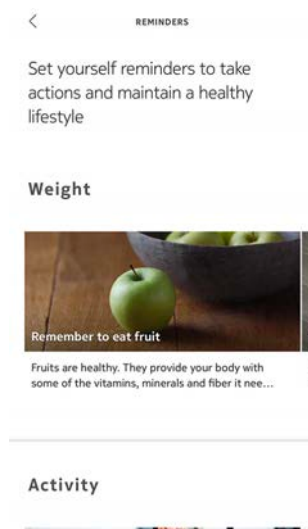 REMINDERS
Set yourself reminders to take
actions and maintain a healthy
lifestyle
Weight
Remember to eat fruit
Fruits are healthy. They provide your body with
some of the vitamins, minerals and fiber it nee...
Activity